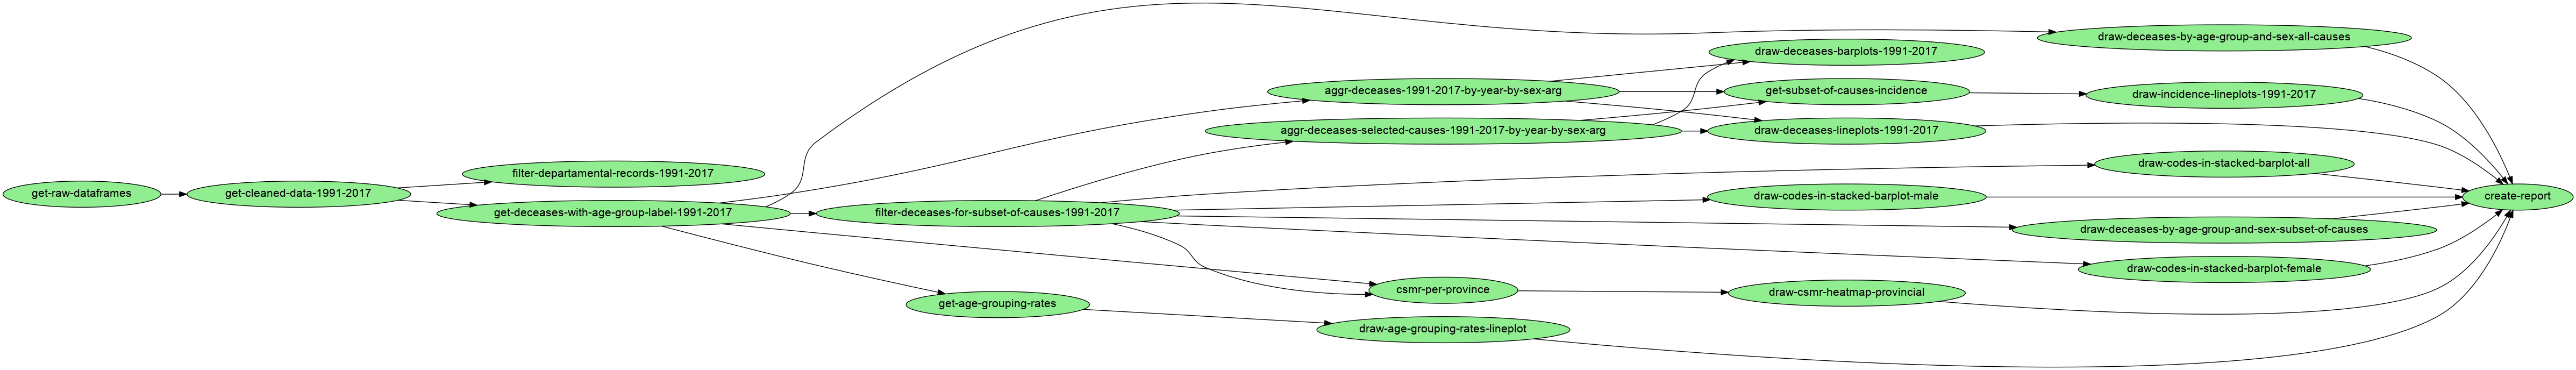 get-raw-dataframes
get-cleaned-data-1991-2017
filter-departamental-records-1991-2017
get-deceases-with-age-group-label-1991-2017
filter-deceases-for-subset-of-causes-1991-2017
get-age-grouping-rates
aggr-deceases-1991-2017-by-year-by-sex-arg
aggr-deceases-selected-causes-1991-2017-by-year-by-sex-arg
csmr-per-province
draw-age-grouping-rates-lineplot
draw-deceases-barplots-1991-2017
get-subset-of-causes-incidence
draw-deceases-lineplots-1991-2017
draw-codes-in-stacked-barplot-male
draw-csmr-heatmap-provincial
draw-deceases-by-age-group-and-sex-all-causes
draw-incidence-lineplots-1991-2017
draw-codes-in-stacked-barplot-all
draw-deceases-by-age-group-and-sex-subset-of-causes
draw-codes-in-stacked-barplot-female
create-report